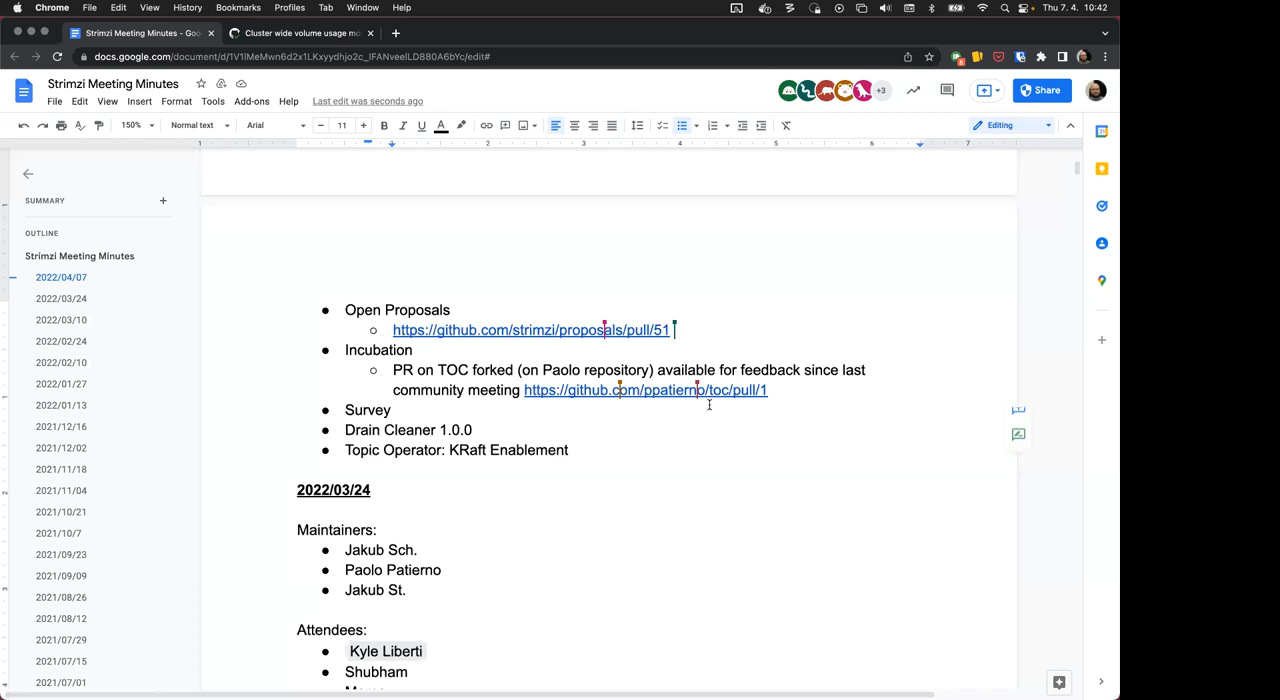 Chrome File Edit View History Bookmarks Profiles Tab Window Help Thu 7. 4. 10:42
Strimzi Meeting Minutes - Goo Cluster wide volume usage mo
docs.google.com/document/d/1V1lMeMwn6d2x1LKxyydhjo2c_IFANveelLD880A6bYc/edit#
Strimzi Meeting Minutes
+3
Share
File Edit View Insert Format Tools Add-ons Help Last edit was seconds ago
150% Normal text Arial 11 Editing
1 1 2 3 4 5 6 7
SUMMARY
OUTLINE
Strimzi Meeting Minutes
2022/04/07
2022/03/24
2022/03/10
2022/02/24
2022/02/10
2022/01/27
2022/01/13
2021/12/16
2021/12/02
2021/11/18
2021/11/04
2021/10/21
2021/10/7
2021/09/23
2021/09/09
2021/08/26
2021/08/12
2021/07/29
2021/07/15
2021/07/01
Open Proposals
https://github.com/strimzi/proposals/pull/51
Incubation
PR on TOC forked (on Paolo repository) available for feedback since last
community meeting https://github.com/ppatierno/toc/pull/1
Survey
Drain Cleaner 1.0.0
Topic Operator: KRaft Enablement
2022/03/24
Maintainers:
Jakub Sch.
Paolo Patierno
Jakub St.
Attendees:
Kyle Liberti
Shubham